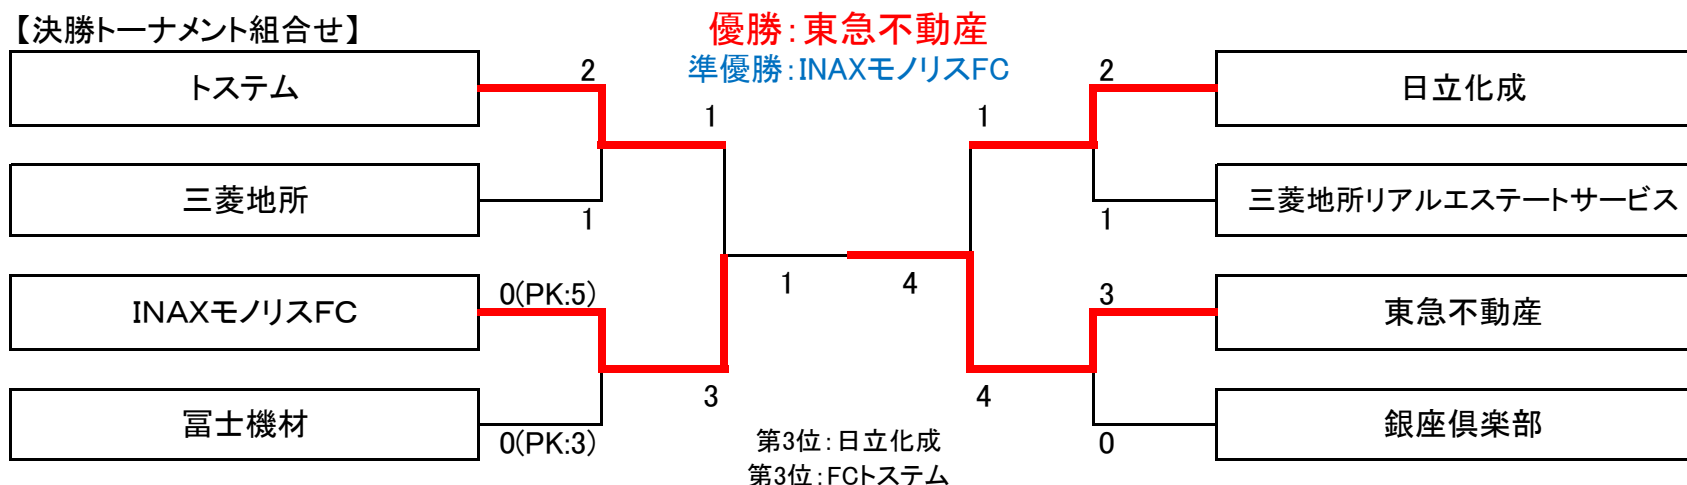 【決勝トーナメント組合せ】
優勝：東急不動産
準優勝：INAXモノリスFC
トステム
2
1
1
2
日立化成
三菱地所
1
1
三菱地所リアルエステートサービス
1
4
INAXモノリスFC
0(PK:5)
3
東急不動産
3
4
冨士機材
0(PK:3)
0
銀座倶楽部
第3位：日立化成
第3位：FCトステム